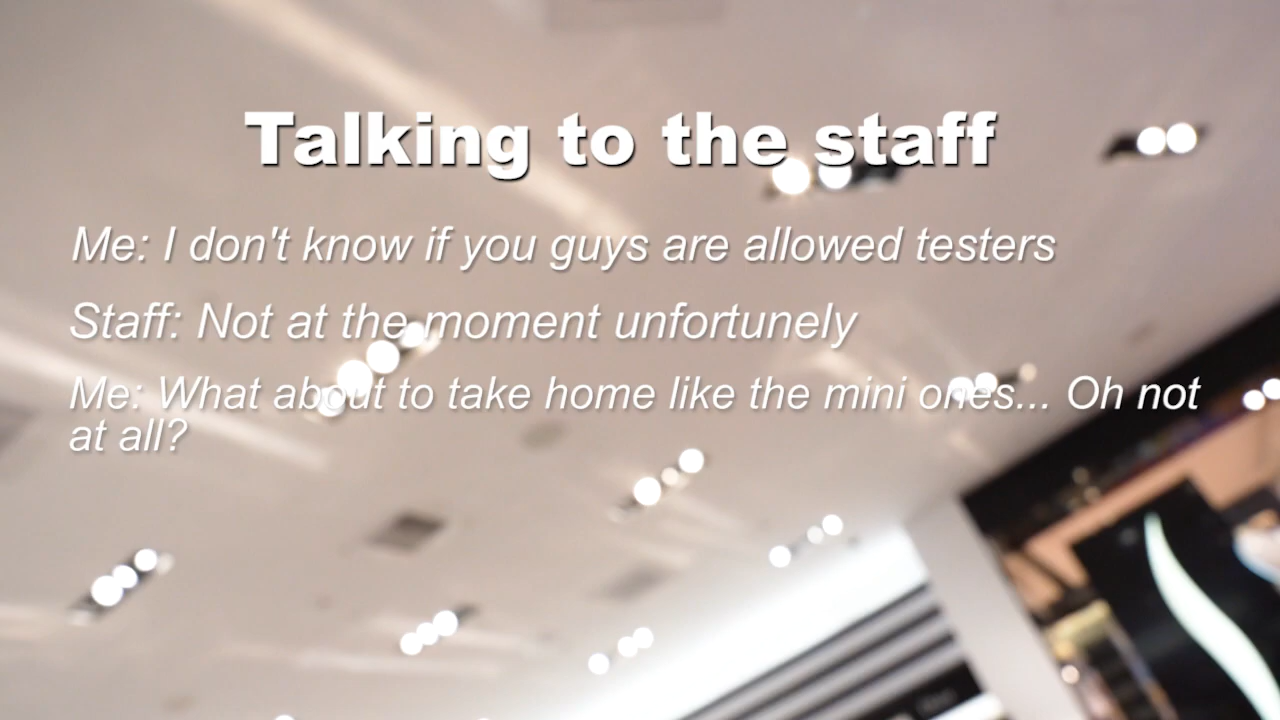 Talking to the staff
Me: I don't know if you guys are allowed testers
Staff: Not at the moment unfortunely
Me: What about to take home like the mini ones... Oh not
at all?